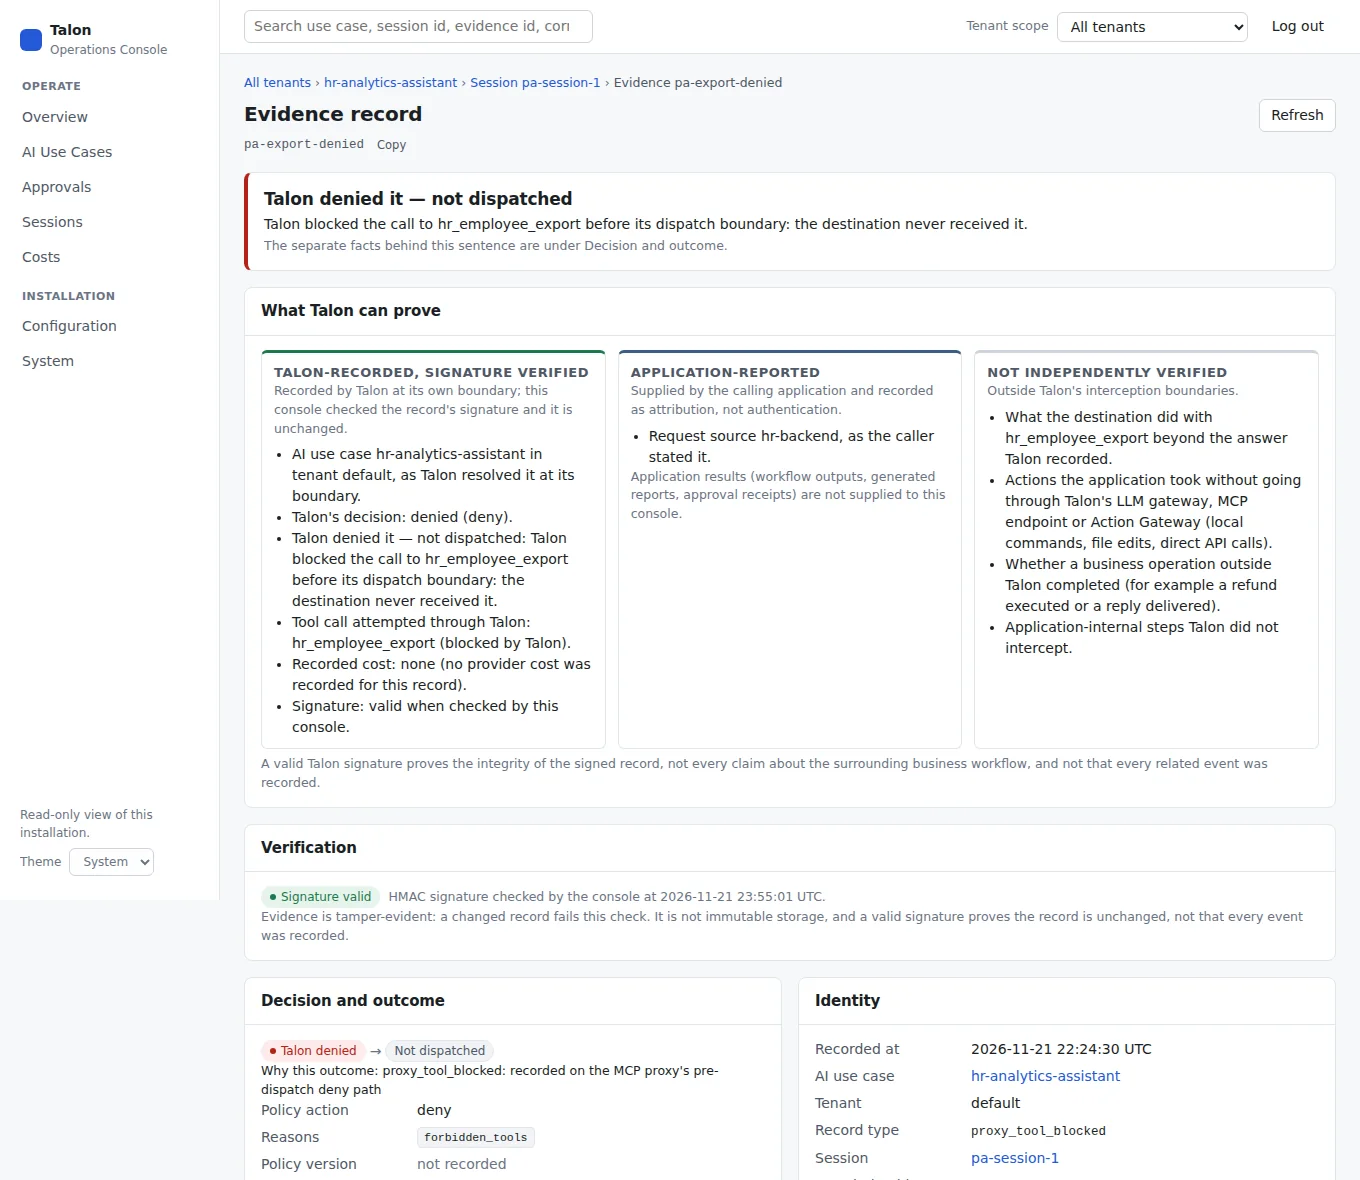 Talon
Operations Console
OPERATE
Overview
AI Use Cases
Approvals
Sessions
Costs
INSTALLATION
Configuration
System
Read-only view of this
installation.
Theme System
Search use case, session id, evidence id, corr
Tenant scope All tenants Log out
All tenants › hr-analytics-assistant › Session pa-session-1 › Evidence pa-export-denied
Evidence record
Refresh
pa-export-denied Copy
Talon denied it — not dispatched
Talon blocked the call to hr_employee_export before its dispatch boundary: the destination never received it.
The separate facts behind this sentence are under Decision and outcome.
What Talon can prove
TALON-RECORDED, SIGNATURE VERIFIED
Recorded by Talon at its own boundary; this
console checked the record's signature and it is
unchanged.
• AI use case hr-analytics-assistant in
tenant default, as Talon resolved it at its
boundary.
• Talon's decision: denied (deny).
• Talon denied it — not dispatched: Talon
blocked the call to hr_employee_export
before its dispatch boundary: the
destination never received it.
• Tool call attempted through Talon:
hr_employee_export (blocked by Talon).
• Recorded cost: none (no provider cost was
recorded for this record).
• Signature: valid when checked by this
console.
APPLICATION-REPORTED
Supplied by the calling application and recorded
as attribution, not authentication.
• Request source hr-backend, as the caller
stated it.
Application results (workflow outputs, generated
reports, approval receipts) are not supplied to this
console.
NOT INDEPENDENTLY VERIFIED
Outside Talon's interception boundaries.
• What the destination did with
hr_employee_export beyond the answer
Talon recorded.
• Actions the application took without going
through Talon's LLM gateway, MCP
endpoint or Action Gateway (local
commands, file edits, direct API calls).
• Whether a business operation outside
Talon completed (for example a refund
executed or a reply delivered).
• Application-internal steps Talon did not
intercept.
A valid Talon signature proves the integrity of the signed record, not every claim about the surrounding business workflow, and not that every related event was
recorded.
Verification
Signature valid HMAC signature checked by the console at 2026-11-21 23:55:01 UTC.
Evidence is tamper-evident: a changed record fails this check. It is not immutable storage, and a valid signature proves the record is unchanged, not that every event
was recorded.
Decision and outcome
Talon denied → Not dispatched
Why this outcome: proxy_tool_blocked: recorded on the MCP proxy's pre-
dispatch deny path
Policy action deny
Reasons forbidden_tools
Policy version not recorded
Identity
Recorded at 2026-11-21 22:24:30 UTC
AI use case hr-analytics-assistant
Tenant default
Record type proxy_tool_blocked
Session pa-session-1